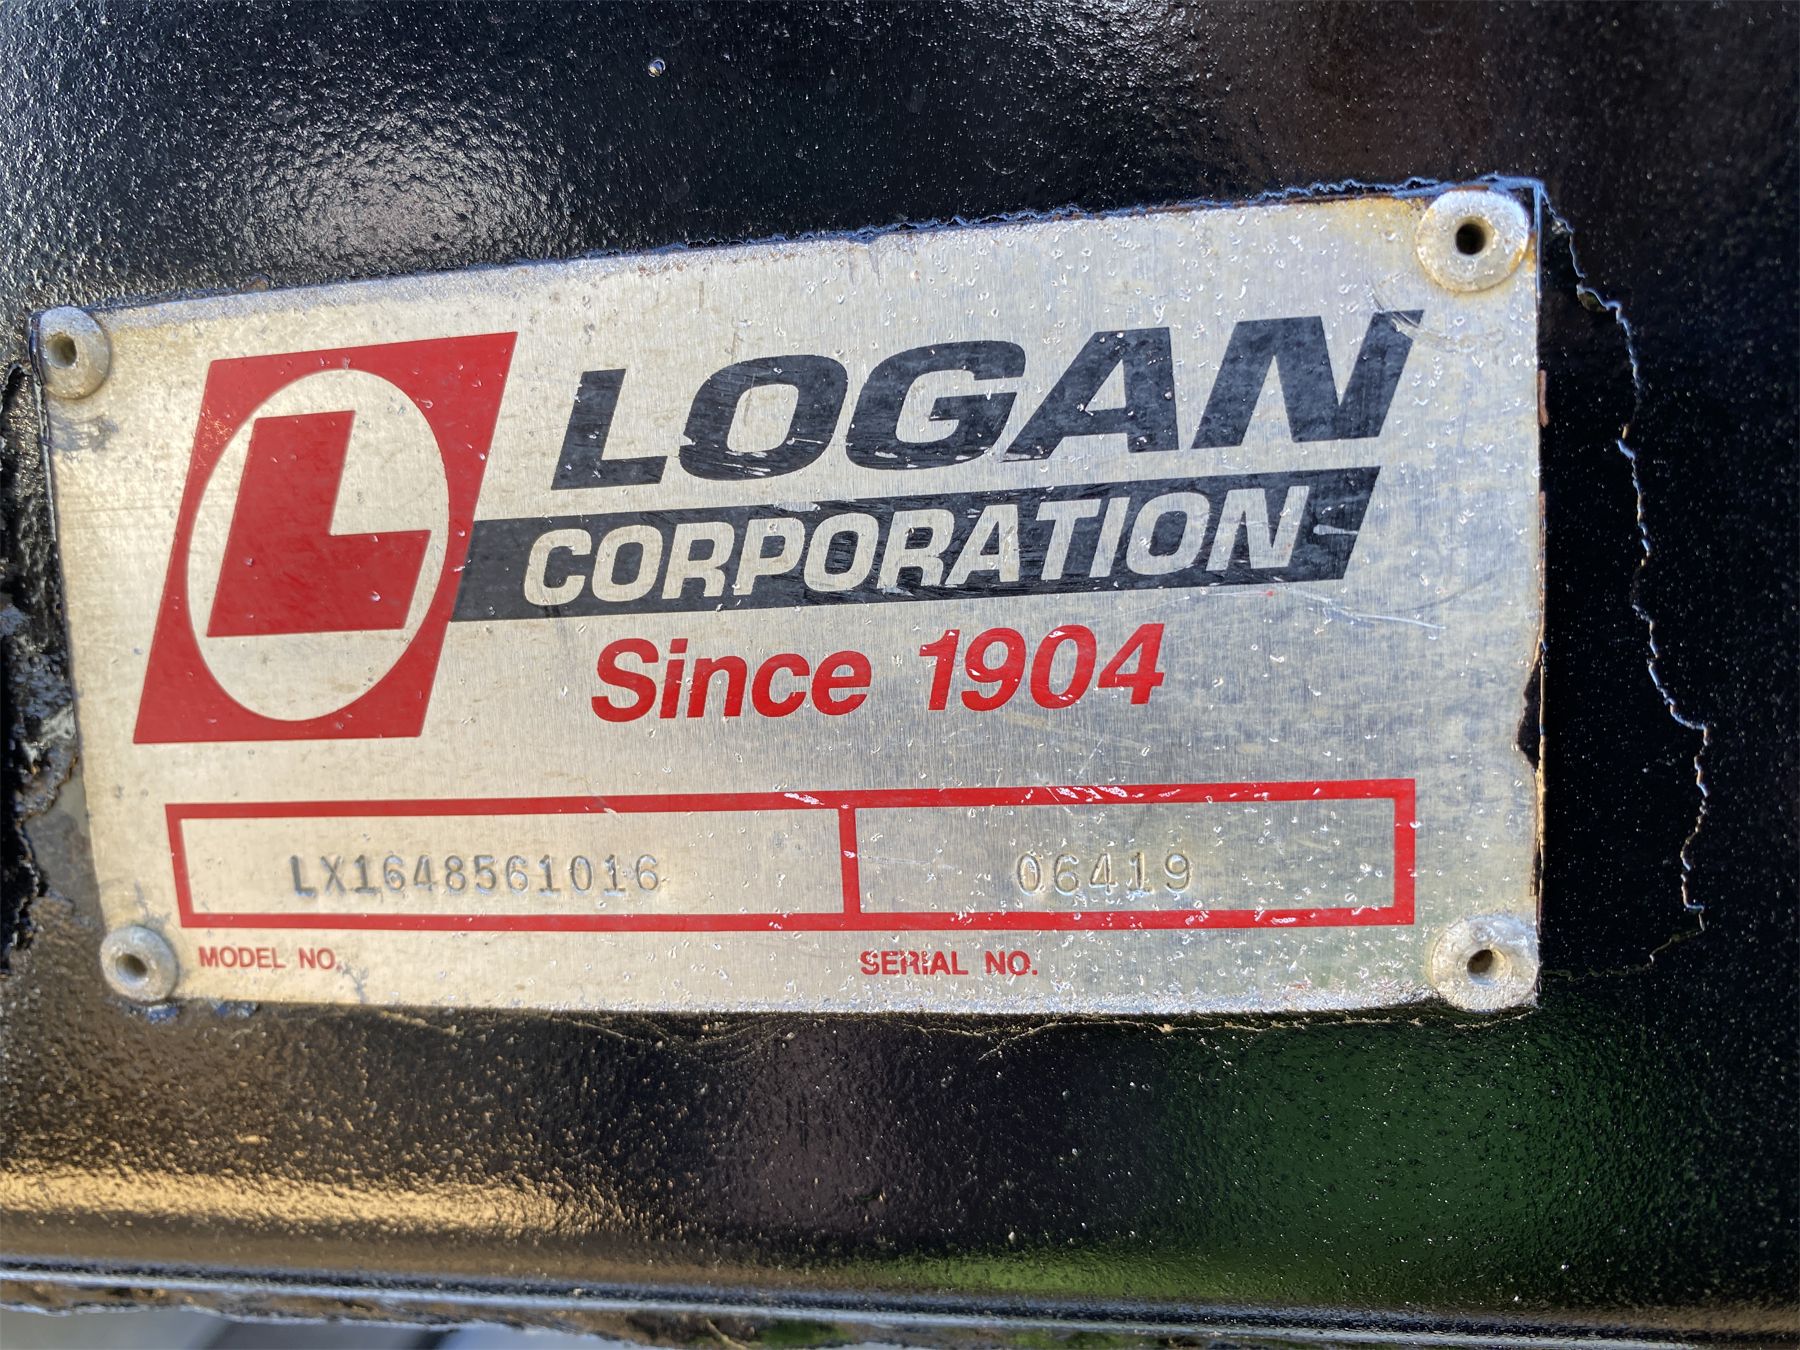 L
LOGAN
CORPORATION
Since 1904
LX1648561016
06419
MODEL NO.
SERIAL NO.